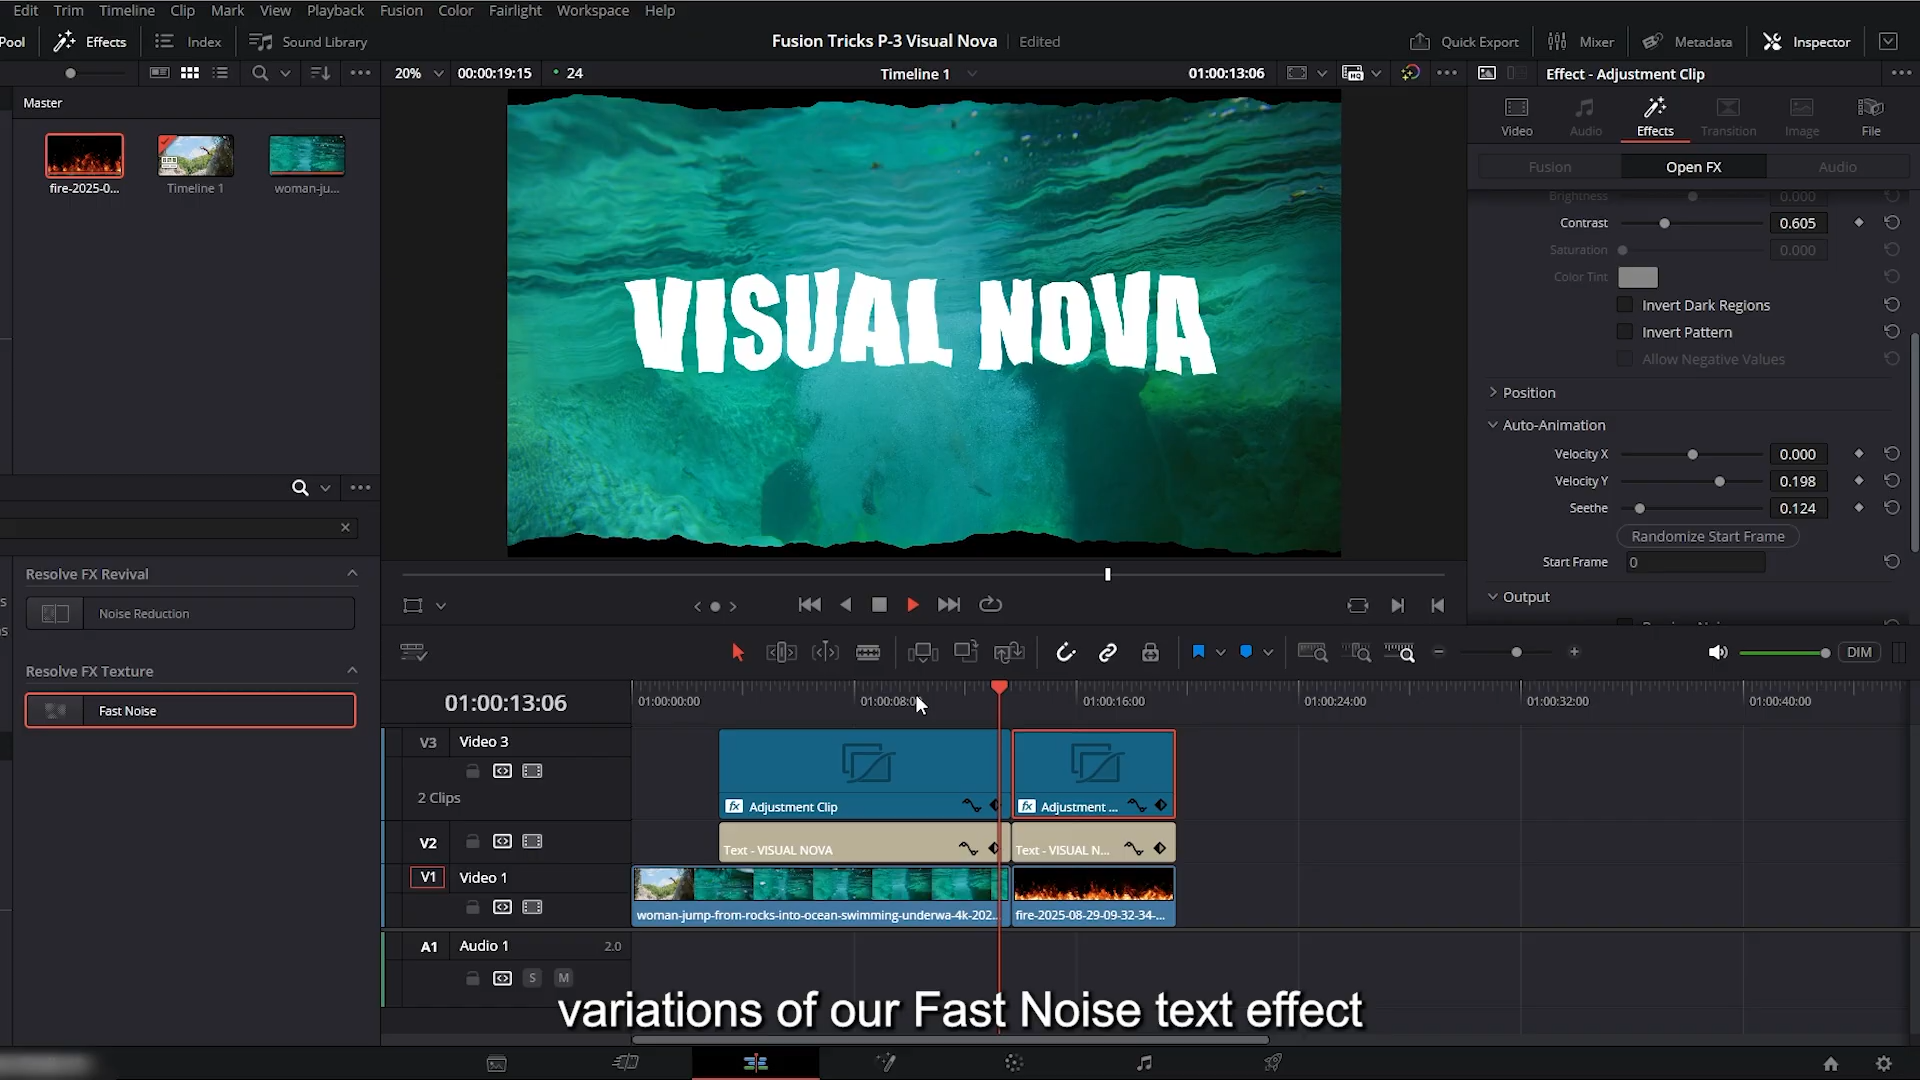 Edit Trim Timeline Clip Mark View Playback Fusion Color Fairlight Workspace Help
Pool Effects Index Sound Library
Fusion Tricks P-3 Visual Nova Edited
Quick Export Mixer Metadata Inspector
20% 00:00:19:15 24 Timeline 1 01:00:13:06
Effect - Adjustment Clip
Master
fire-2025-0... Timeline 1 woman-ju...
VISUAL NOVA
Video Audio Effects Transition Image File
Fusion Open FX Audio
Brightness 0.000
Contrast 0.605
Saturation 0.000
Color Tint
Invert Dark Regions
Invert Pattern
Allow Negative Values
Position
Auto-Animation
Velocity X 0.000
Velocity Y 0.198
Seethe 0.124
Randomize Start Frame
Start Frame 0
Output
Resolve FX Revival
Noise Reduction
Resolve FX Texture
Fast Noise
DIM
01:00:13:06
01:00:00:00 01:00:08:0 01:00:16:00 01:00:24:00 01:00:32:00 01:00:40:00
V3 Video 3
2 Clips
fx Adjustment Clip fx Adjustment ...
V2
Text - VISUAL NOVA Text - VISUAL N...
V1 Video 1
woman-jump-from-rocks-into-ocean-swimming-underwa-4k-202... fire-2025-08-29-09-32-34-...
A1 Audio 1 2.0
S M
variations of our Fast Noise text effect